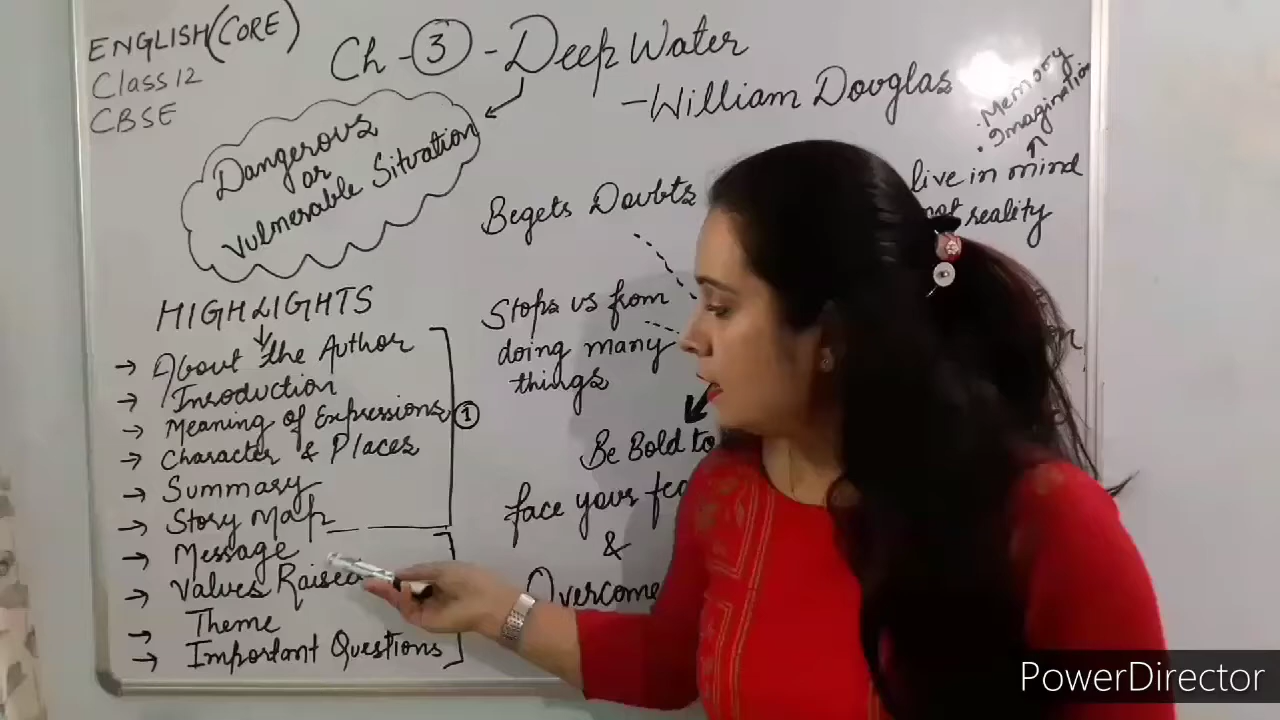 ENGLISH (CORE)
Class 12
CBSE
Ch - 3 - Deep Water
- William Douglas
Dangerous
or
Vulnerable Situation
• Memory
• Imagination
live in mind
not reality
Begets Doubts
Stops us from
doing many
things
Be Bold to
face your
&
Overcome
HIGHLIGHTS
→ About the Author
→ Inroduction
→ Meaning of Expressions
→ Character & Places
→ Summary
→ Story Map
1
→ Message
→ Values Raised
→ Theme
→ Important Questions
PowerDirector